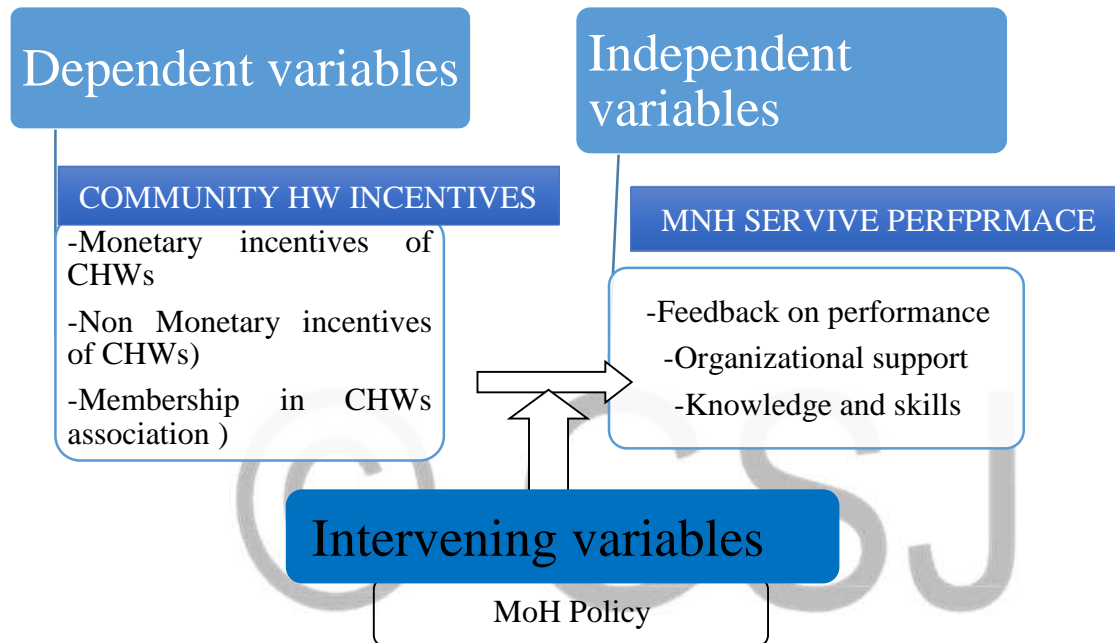 Dependent variables
Independent
variables
COMMUNITY HW INCENTIVES
-Monetary incentives of
CHWs
-Non Monetary incentives
of CHWs)
-Membership in CHWs
association )
MNH SERVIVE PERFPRMACE
-Feedback on performance
-Organizational support
-Knowledge and skills
Intervening variables
MoH Policy